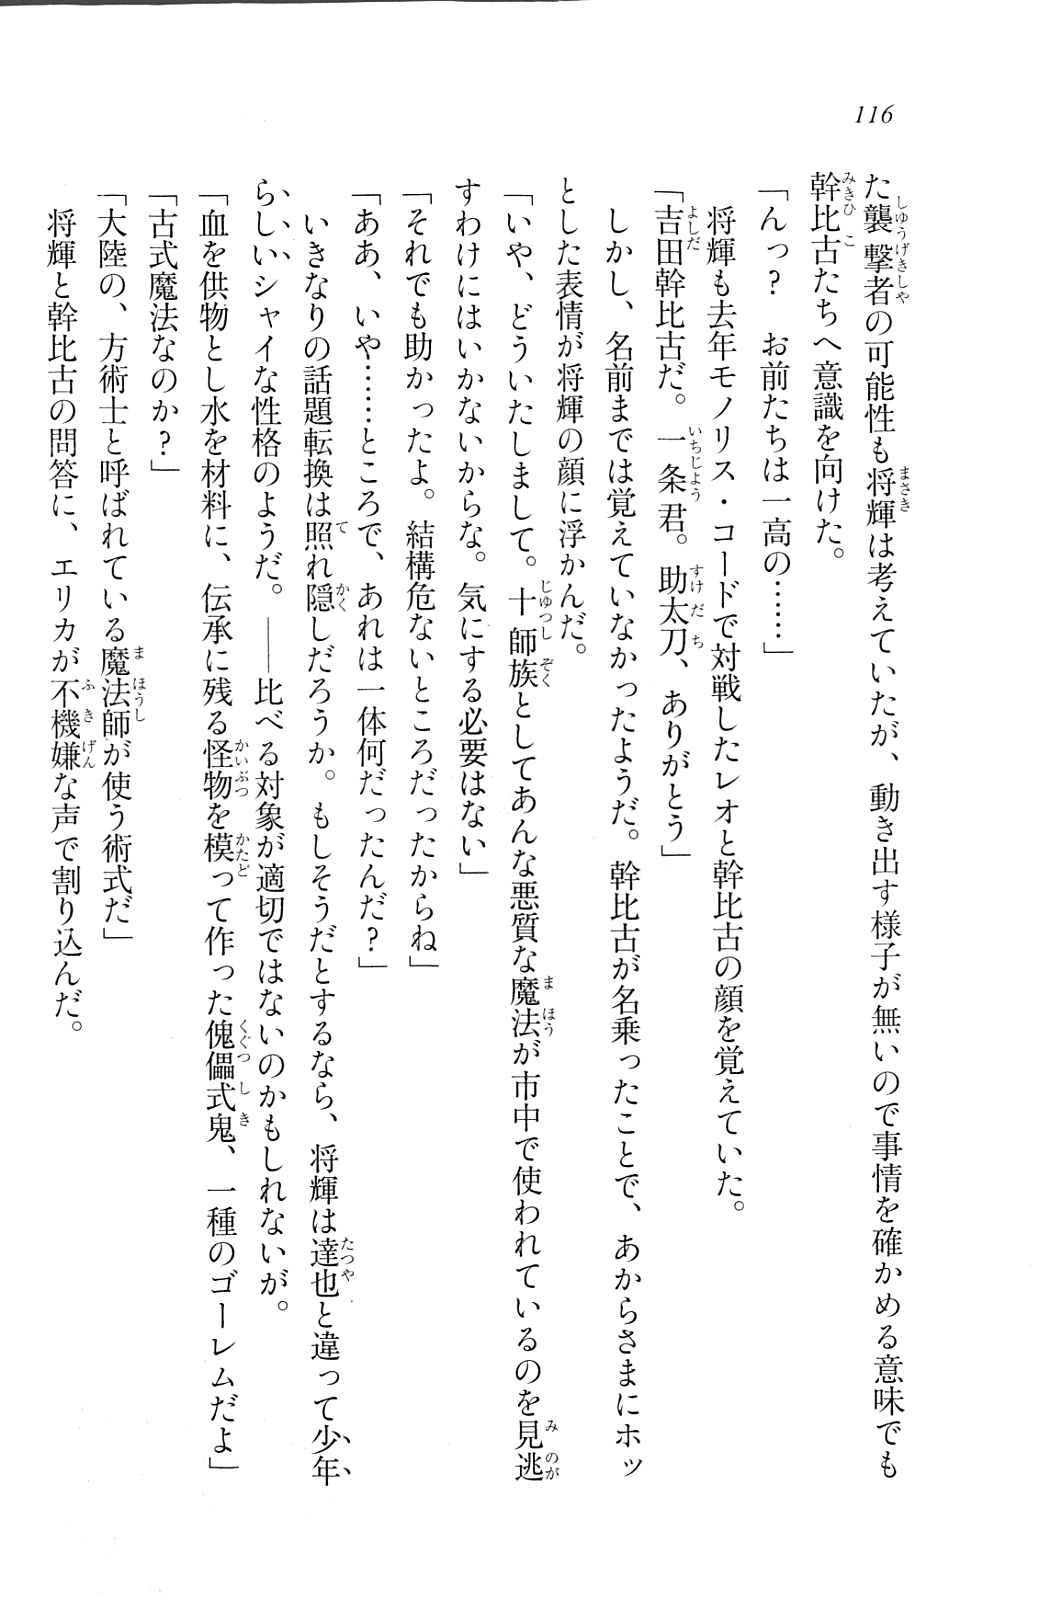 116
た襲撃者の可能性も将輝は考えていたが、動き出す様子が無いので事情を確かめる意味でも
幹比古たちへ意識を向けた。
「んっ？　お前たちは一高の……」
　将輝も去年モノリス・コードで対戦したレオと幹比古の顔を覚えていた。
「吉田幹比古だ。一条君。助太刀、ありがとう」
　しかし、名前までは覚えていなかったようだ。幹比古が名乗ったことで、あからさまにホッ
とした表情が将輝の顔に浮かんだ。
「いや、どういたしまして。十師族としてあんな悪質な魔法が市中で使われているのを見逃
すわけにはいかないからな。気にする必要はない」
「それでも助かったよ。結構危ないところだったからね」
「ああ、いや……ところで、あれは一体何だったんだ？」
　いきなりの話題転換は照れ隠しだろうか。もしそうだとするなら、将輝は達也と違って少年
らしいシャイな性格のようだ。――比べる対象が適切ではないのかもしれないが。
「血を供物とし水を材料に、伝承に残る怪物を模って作った傀儡式鬼、一種のゴーレムだよ」
「古式魔法なのか？」
「大陸の、方術士と呼ばれている魔法師が使う術式だ」
　将輝と幹比古の問答に、エリカが不機嫌な声で割り込んだ。